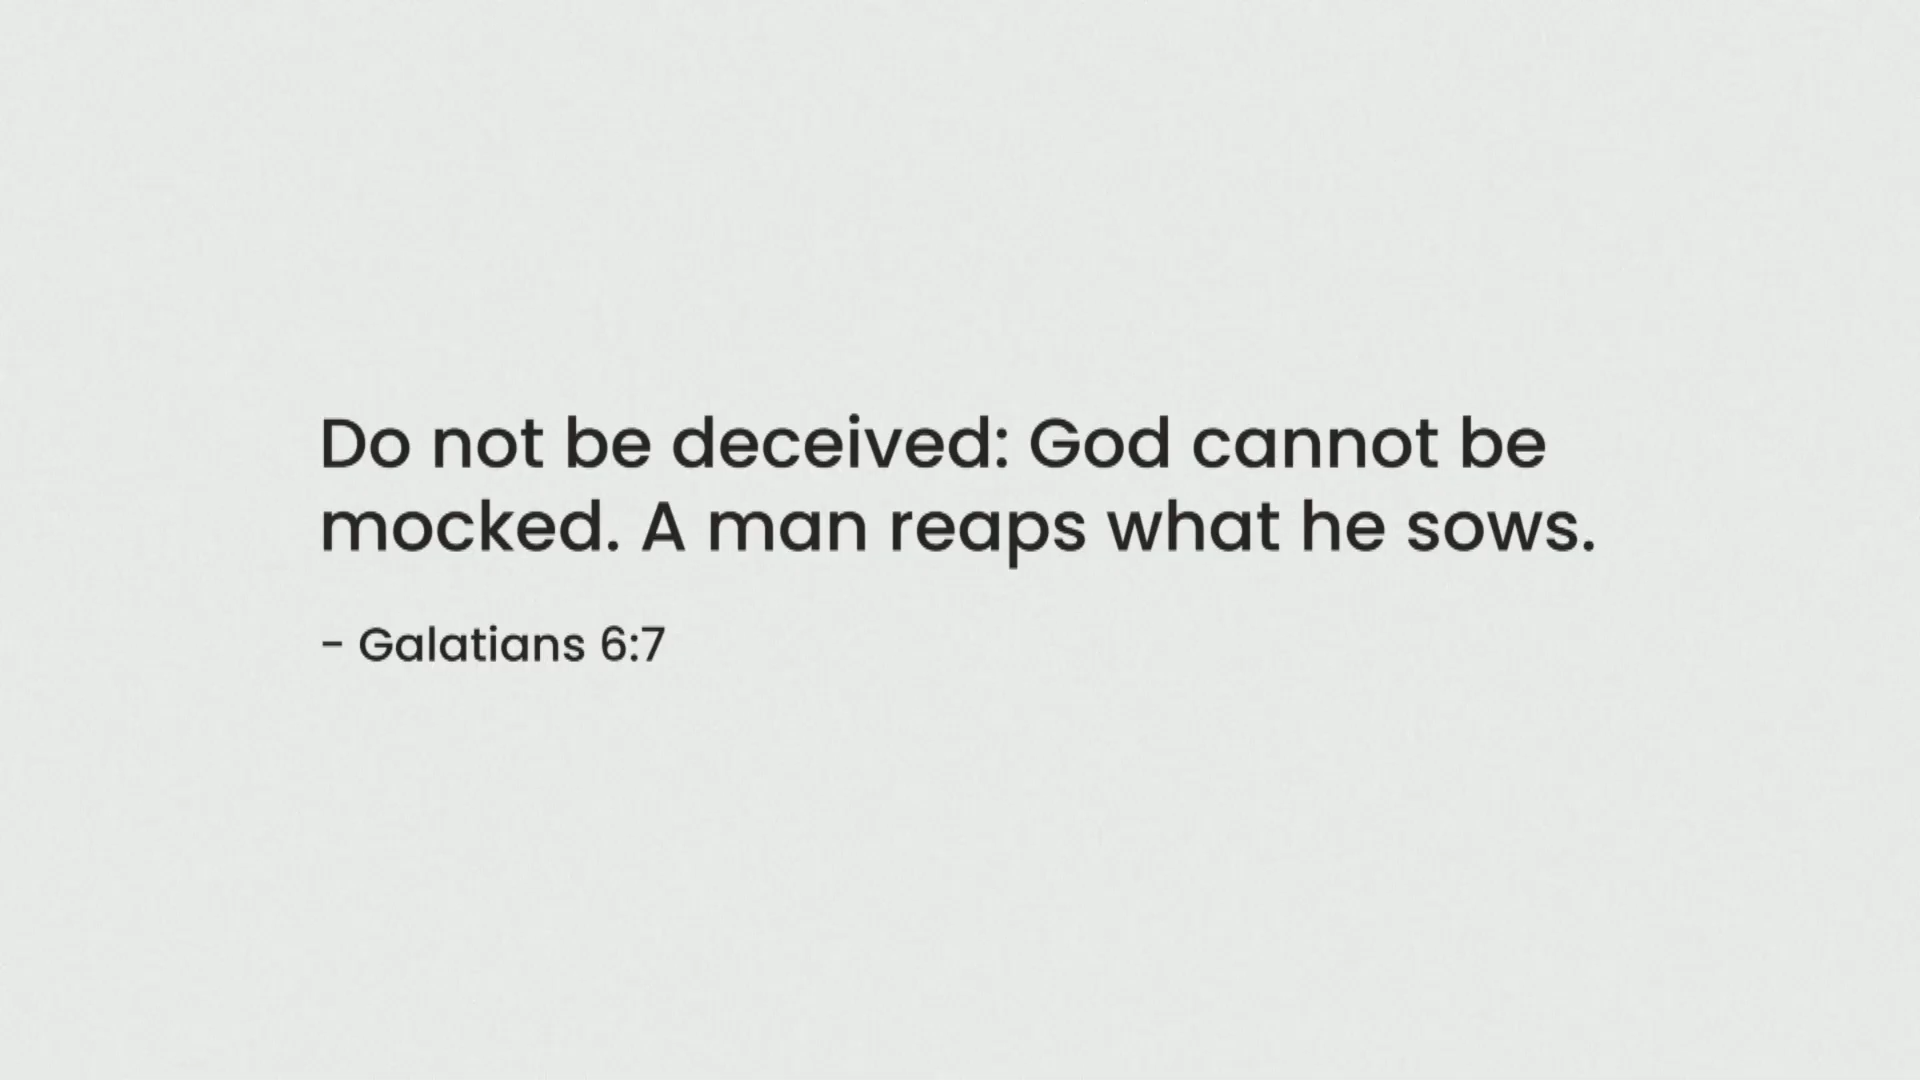 Do not be deceived: God cannot be
mocked. A man reaps what he sows.
- Galatians 6:7